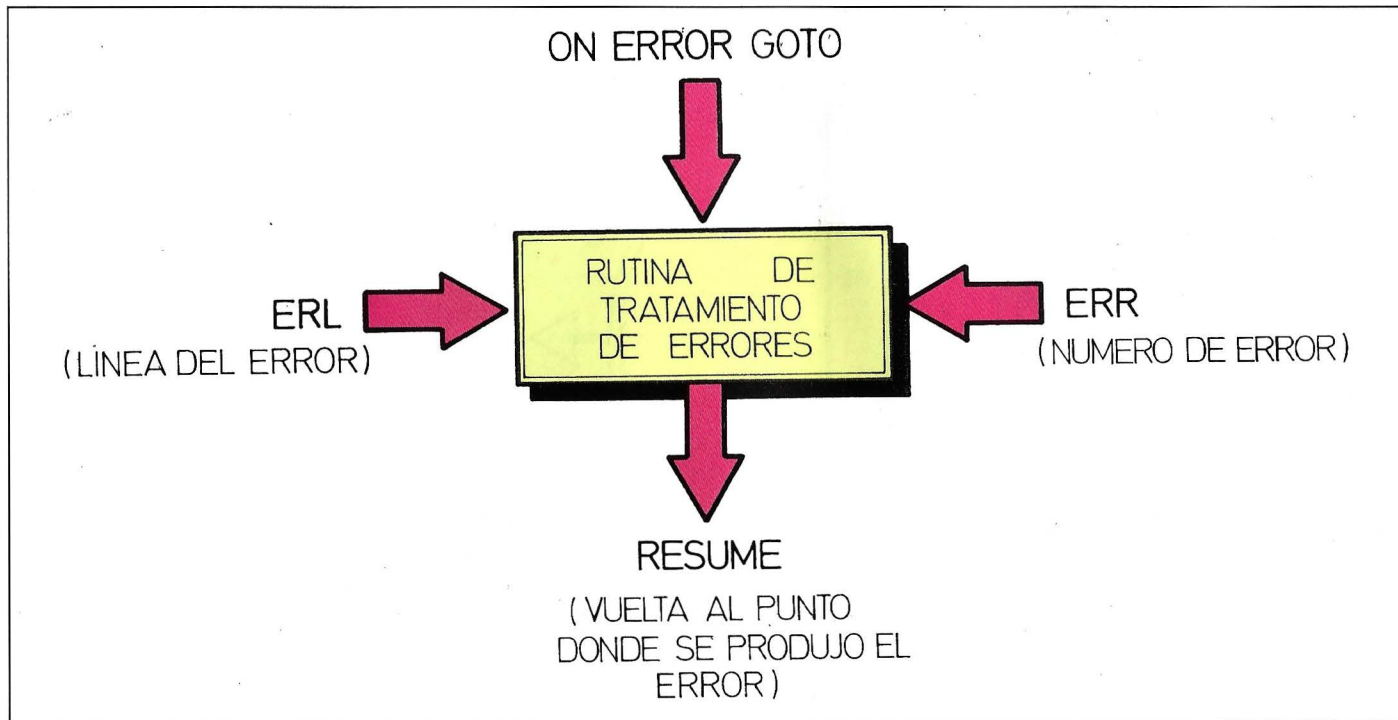 ON ERROR GOTO
RUTINA DE
TRATAMIENTO
DE ERRORES
ERL
(LÍNEA DEL ERROR)
ERR
(NUMERO DE ERROR)
RESUME
(VUELTA AL PUNTO
DONDE SE PRODUJO EL
ERROR)